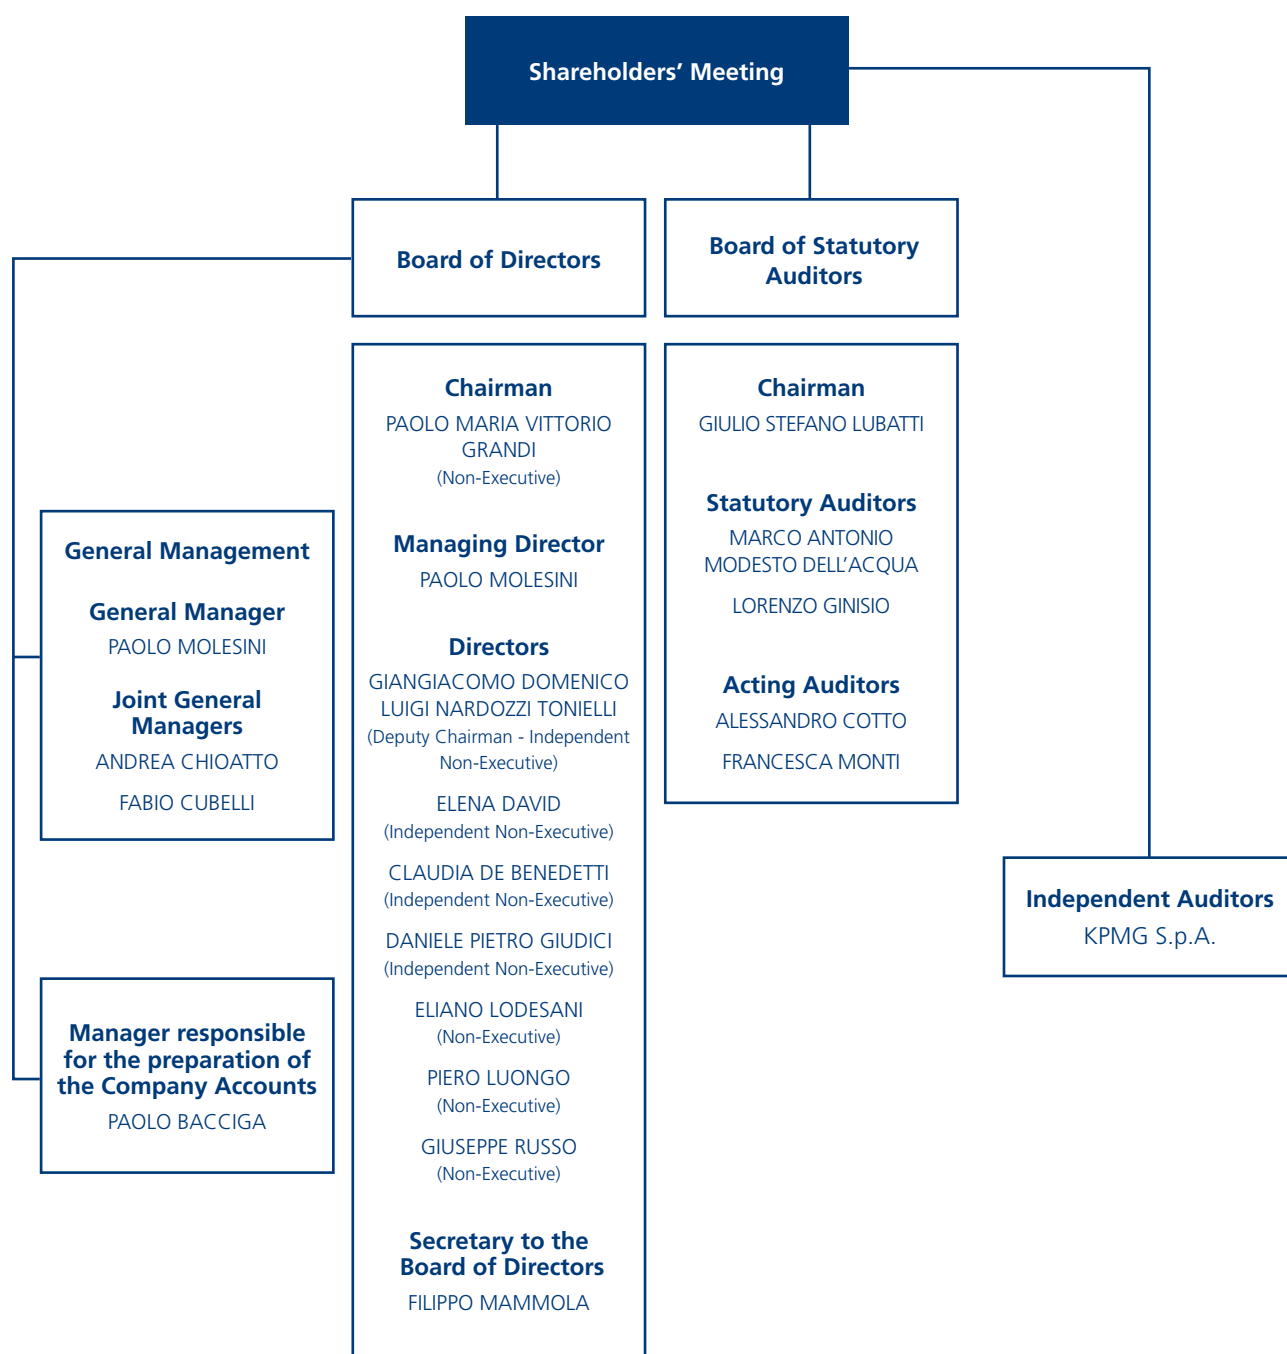 Shareholders’ Meeting
Board of Directors
Board of Statutory
Auditors
Chairman
PAOLO MARIA VITTORIO
GRANDI
(Non-Executive)
Managing Director
PAOLO MOLESINI
Directors
GIANGIACOMO DOMENICO
LUIGI NARDOZZI TONIELLI
(Deputy Chairman - Independent
Non-Executive)
ELENA DAVID
(Independent Non-Executive)
CLAUDIA DE BENEDETTI
(Independent Non-Executive)
DANIELE PIETRO GIUDICI
(Independent Non-Executive)
ELIANO LODESANI
(Non-Executive)
PIERO LUONGO
(Non-Executive)
GIUSEPPE RUSSO
(Non-Executive)
Secretary to the
Board of Directors
FILIPPO MAMMOLA
Chairman
GIULIO STEFANO LUBATTI
Statutory Auditors
MARCO ANTONIO
MODESTO DELL’ACQUA
LORENZO GINISIO
Acting Auditors
ALESSANDRO COTTO
FRANCESCA MONTI
General Management
General Manager
PAOLO MOLESINI
Joint General
Managers
ANDREA CHIOATTO
FABIO CUBELLI
Manager responsible
for the preparation of
the Company Accounts
PAOLO BACCIGA
Independent Auditors
KPMG S.p.A.